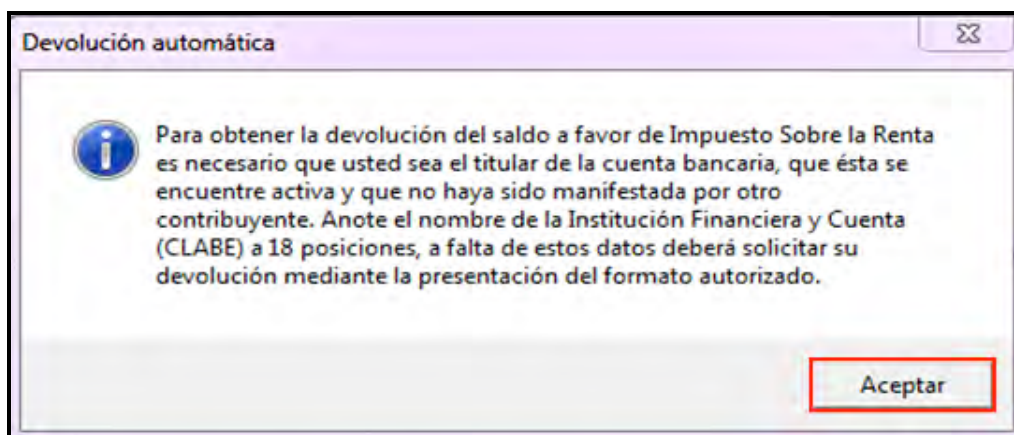 Devolución automática
Para obtener la devolución del saldo a favor de Impuesto Sobre la Renta
es necesario que usted sea el titular de la cuenta bancaria, que ésta se
encuentre activa y que no haya sido manifestada por otro
contribuyente. Anote el nombre de la Institución Financiera y Cuenta
(CLABE) a 18 posiciones, a falta de estos datos deberá solicitar su
devolución mediante la presentación del formato autorizado.
Aceptar